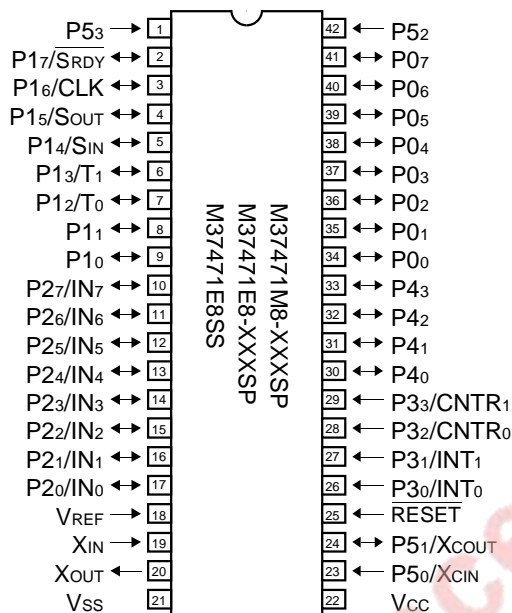 P53 1 42 P52
P17/SRDY 2 41 P07
P16/CLK 3 40 P06
P15/SOUT 4 39 P05
P14/SIN 5 38 P04
P13/T1 6 37 P03
P12/T0 7 36 P02
P11 8 35 P01
P10 9 34 P00
P27/IN7 10 33 P43
P26/IN6 11 32 P42
P25/IN5 12 31 P41
P24/IN4 13 30 P40
P23/IN3 14 29 P33/CNTR1
P22/IN2 15 28 P32/CNTR0
P21/IN1 16 27 P31/INT1
P20/IN0 17 26 P30/INT0
VREF 18 25 RESET
XIN 19 24 P51/XCOUT
XOUT 20 23 P50/XCIN
VSS 21 22 VCC
M37471M8-XXXSP
M37471E8-XXXSP
M37471E8SS